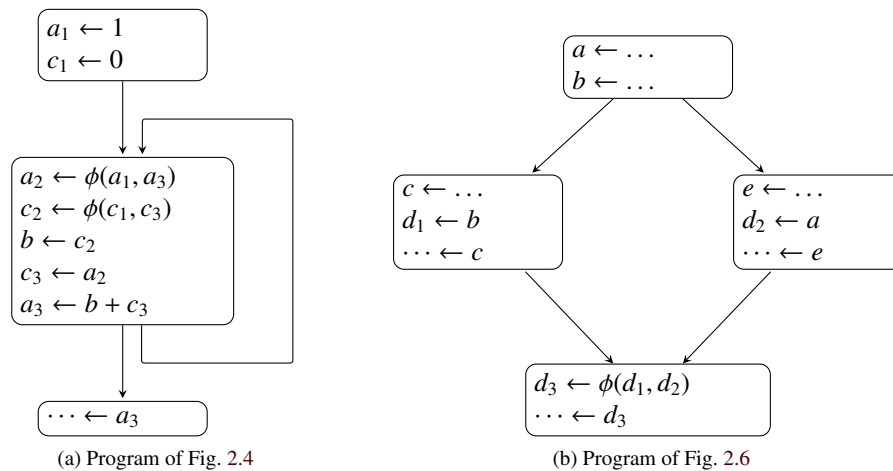 a₁ ← 1
c₁ ← 0
a₂ ← ϕ(a₁, a₃)
c₂ ← ϕ(c₁, c₃)
b ← c₂
c₃ ← a₂
a₃ ← b + c₃
⋯ ← a₃
(a) Program of Fig. 2.4
a ← …
b ← …
c ← …
d₁ ← b
⋯ ← c
e ← …
d₂ ← a
⋯ ← e
d₃ ← ϕ(d₁, d₂)
⋯ ← d₃
(b) Program of Fig. 2.6